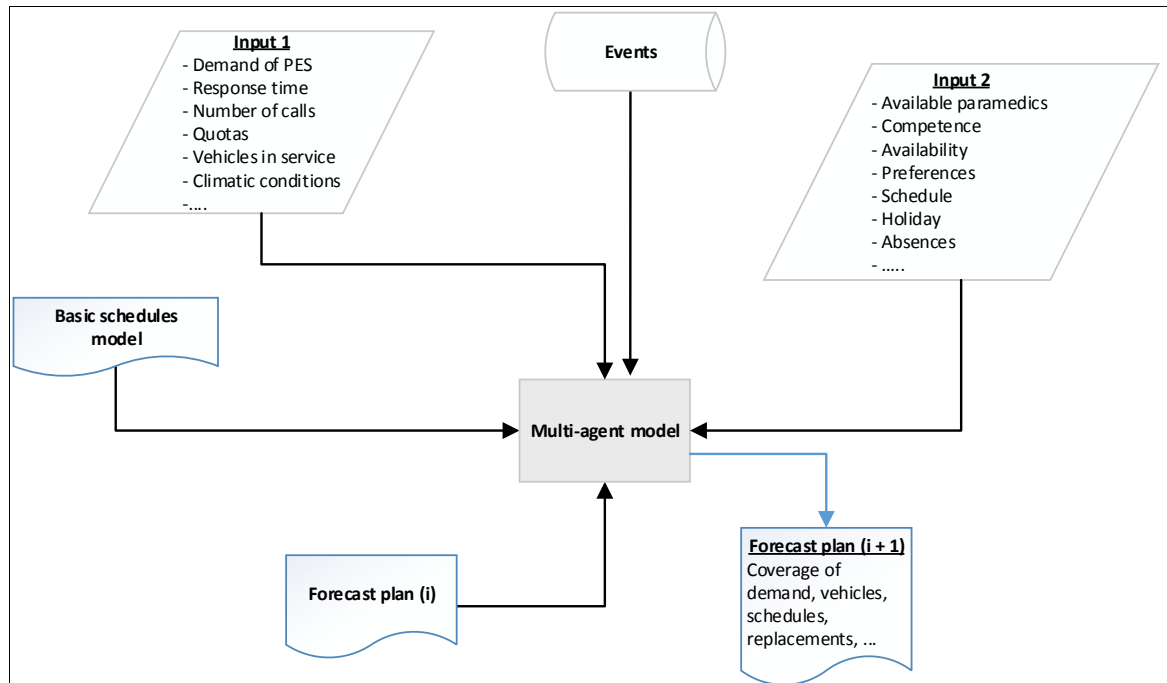 Input 1
- Demand of PES
- Response time
- Number of calls
- Quotas
- Vehicles in service
- Climatic conditions
-....
Events
Input 2
- Available paramedics
- Competence
- Availability
- Preferences
- Schedule
- Holiday
- Absences
- .....
Basic schedules
model
Multi-agent model
Forecast plan (i)
Forecast plan (i + 1)
Coverage of
demand, vehicles,
schedules,
replacements, ...